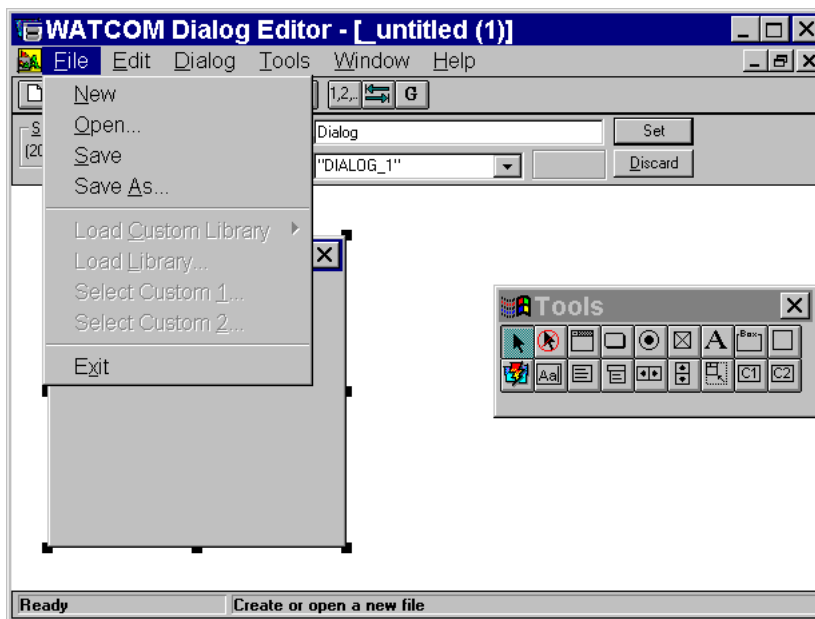 WATCOM Dialog Editor - [_untitled (1)]
File Edit Dialog Tools Window Help
1,2,.. G
New
Open...
Save
Save As...
Load Custom Library
Load Library...
Select Custom 1...
Select Custom 2...
Exit
S
(20
Dialog
Set
"DIALOG_1"
Discard
Tools
A Box
Aa C1 C2
Ready Create or open a new file